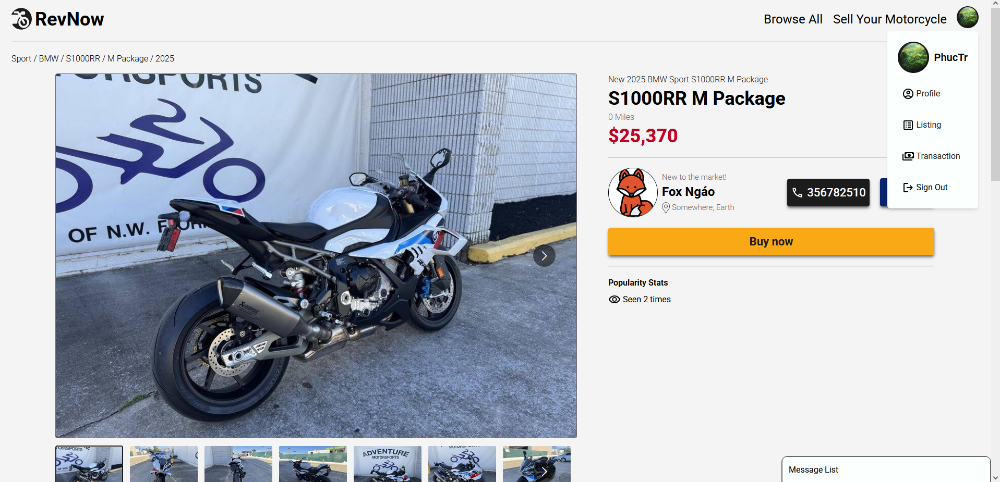 RevNow
Browse All
Sell Your Motorcycle
PhucTr
Profile
Listing
Transaction
Sign Out
Sport / BMW / S1000RR / M Package / 2025
OF N.W.
New 2025 BMW Sport S1000RR M Package
S1000RR M Package
0 Miles
$25,370
New to the market!
Fox Ngáo
Somewhere, Earth
356782510
Buy now
Popularity Stats
Seen 2 times
ADVENTURE
MOTORSPORTS
Message List